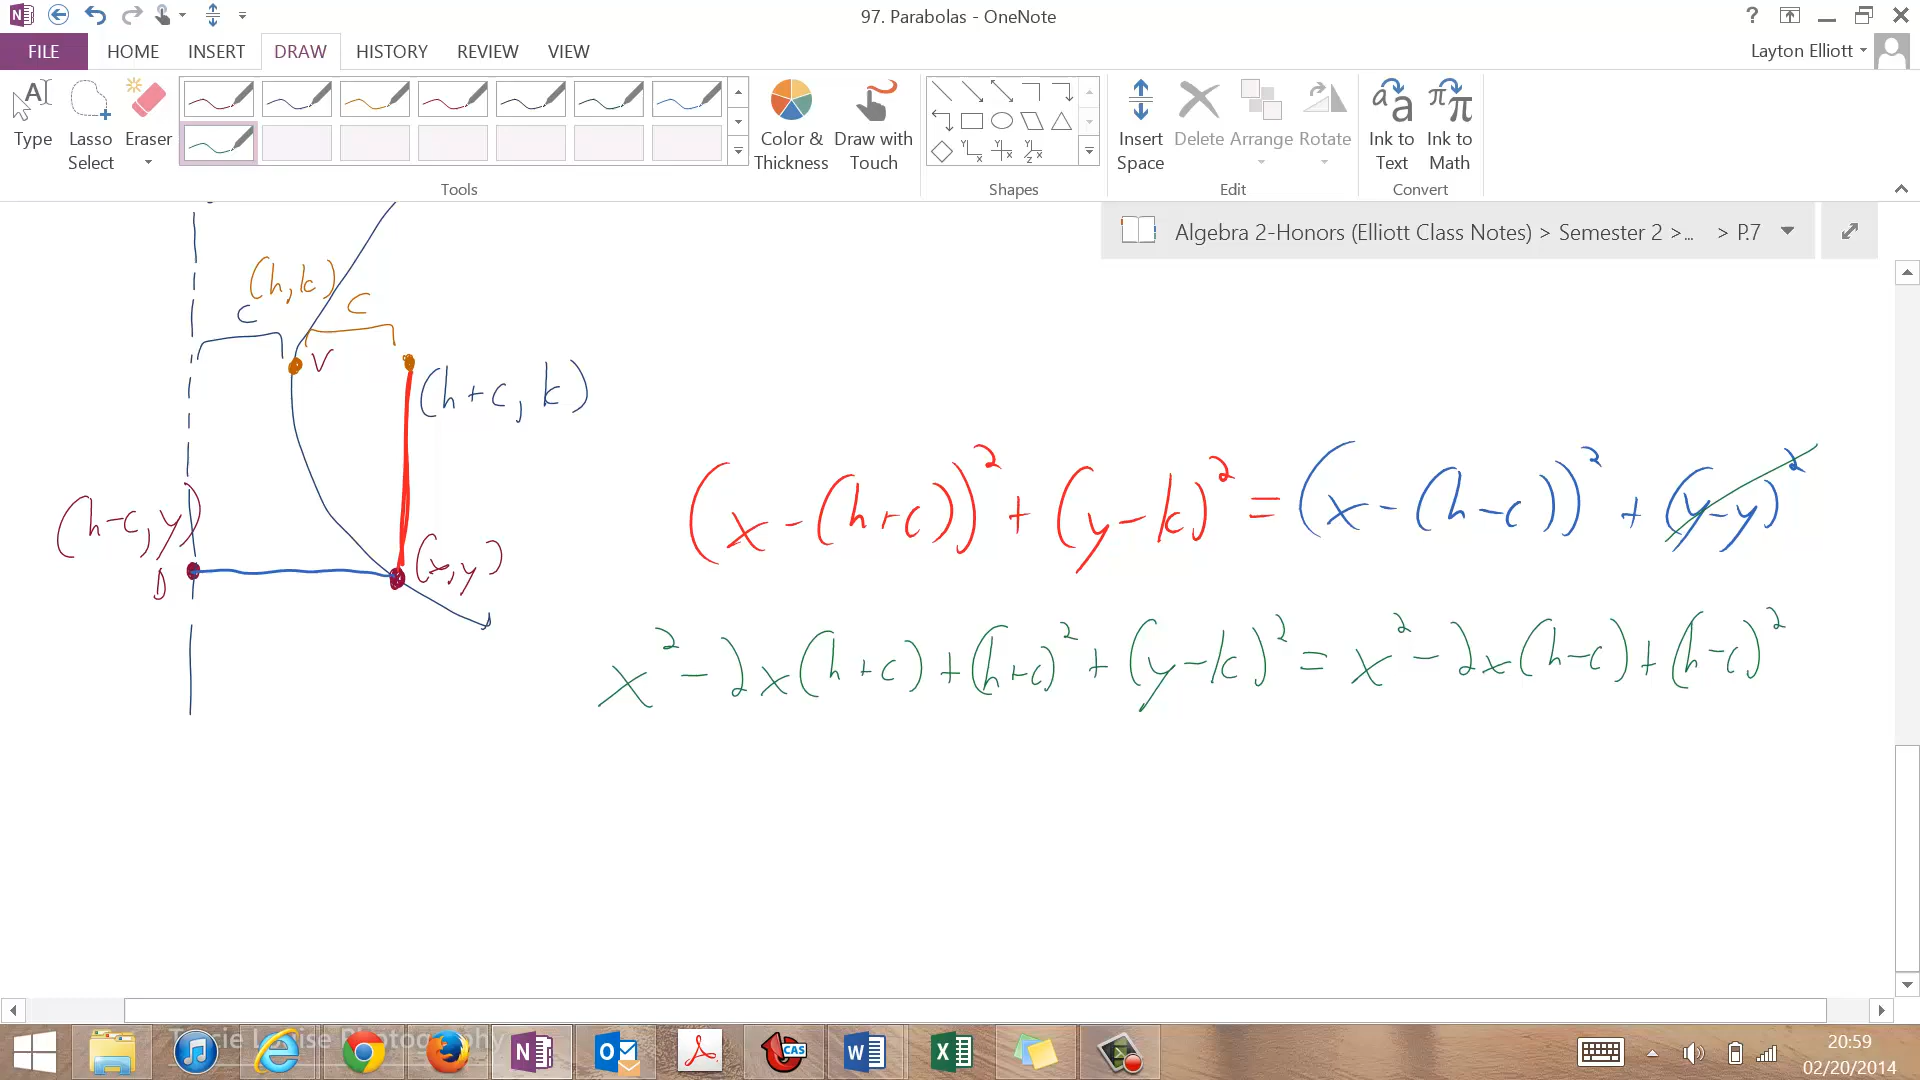 97. Parabolas - OneNote
FILE HOME INSERT DRAW HISTORY REVIEW VIEW
Layton Elliott
Type
Lasso Select
Eraser
Color & Thickness
Draw with Touch
Insert Space
Delete
Arrange
Rotate
Ink to Text
Ink to Math
Tools
Shapes
Edit
Convert
Algebra 2-Honors (Elliott Class Notes) > Semester 2 >... > P.7
(h, k)
C
C
V
(h+c, k)
(h-c, y)
D
(x, y)
(x-(h+c))² + (y-k)² = (x-(h-c))² + (y-y)²
x² - 2x(h+c) + (h+c)² + (y-k)² = x² - 2x(h-c) + (h-c)²
Photography
CAS
20:59
02/20/2014